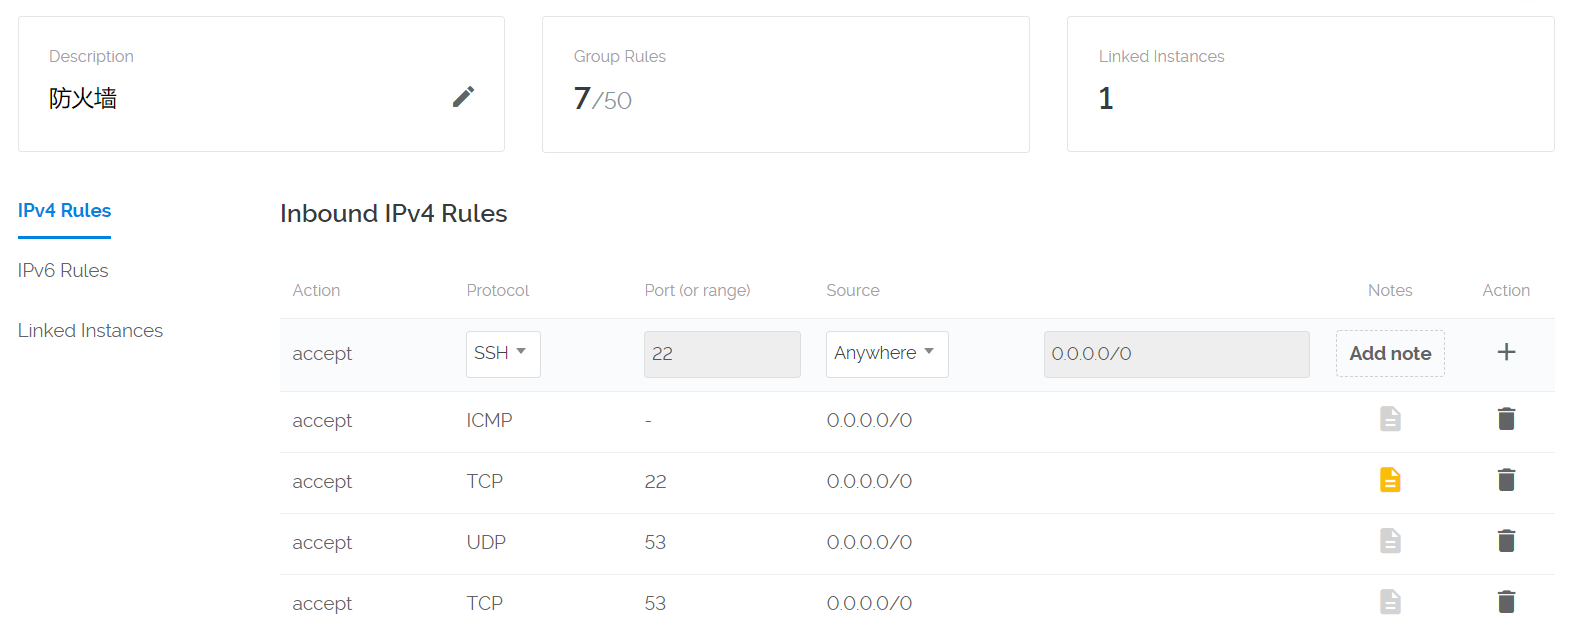 Description
防火墙
Group Rules
7/50
Linked Instances
1
IPv4 Rules
IPv6 Rules
Linked Instances
Inbound IPv4 Rules
Action Protocol Port (or range) Source Notes Action
accept SSH 22 Anywhere 0.0.0.0/0 Add note +
accept ICMP - 0.0.0.0/0
accept TCP 22 0.0.0.0/0
accept UDP 53 0.0.0.0/0
accept TCP 53 0.0.0.0/0